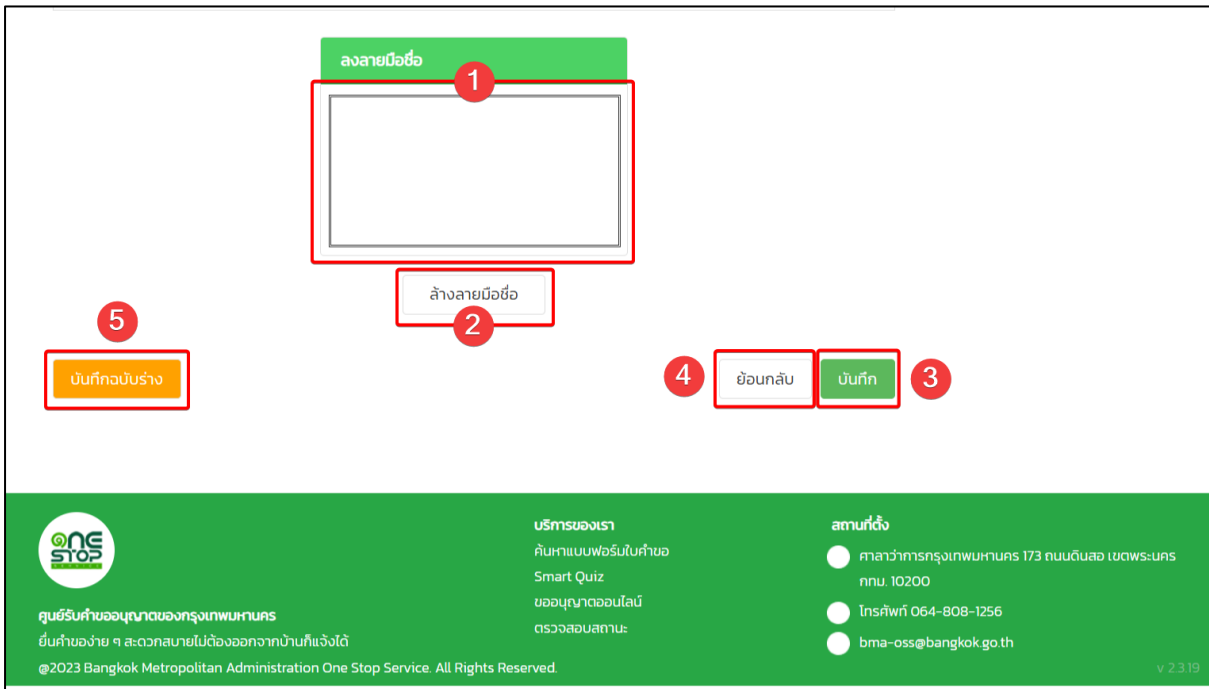 ลงลายมือชื่อ
1
ล้างลายมือชื่อ
2
5
บันทึกฉบับร่าง
4
ย้อนกลับ
บันทึก
3
ONE
STOP
SERVICE
ศูนย์รับคำขออนุญาตของกรุงเทพมหานคร
ยื่นคำของ่าย ๆ สะดวกสบายไม่ต้องออกจากบ้านก็แจ้งได้
@2023 Bangkok Metropolitan Administration One Stop Service. All Rights Reserved.
บริการของเรา
ค้นหาแบบฟอร์มใบคำขอ
Smart Quiz
ขออนุญาตออนไลน์
ตรวจสอบสถานะ
สถานที่ตั้ง
ศาลาว่าการกรุงเทพมหานคร 173 ถนนดินสอ เขตพระนคร
กทม. 10200
โทรศัพท์ 064-808-1256
bma-oss@bangkok.go.th
v 2.3.19